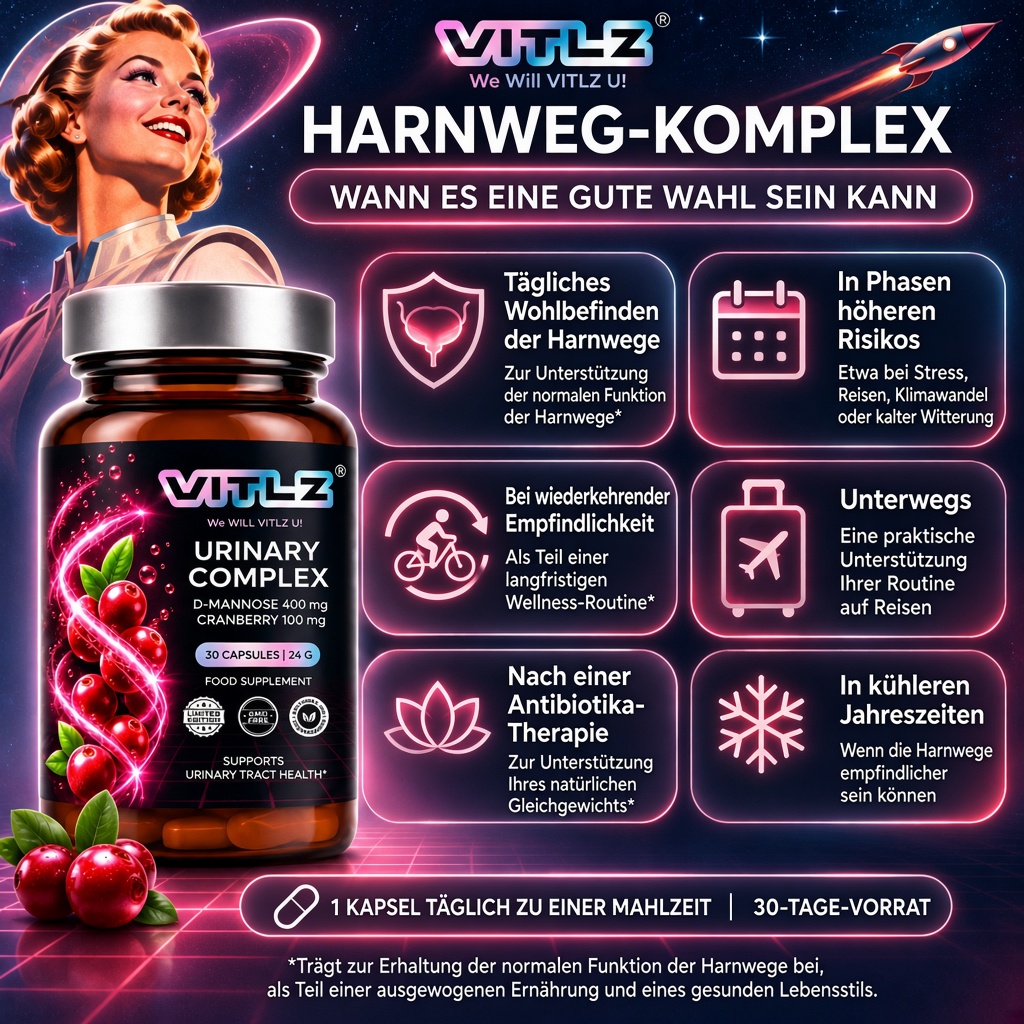 VITLZ®
We Will VITLZ U!
HARNWEG-KOMPLEX
WANN ES EINE GUTE WAHL SEIN KANN
Tägliches
Wohlbefinden
der Harnwege
Zur Unterstützung
der normalen Funktion
der Harnwege*
In Phasen
höheren
Risikos
Etwa bei Stress,
Reisen, Klimawandel
oder kalter Witterung
Bei wiederkehrender
Empfindlichkeit
Als Teil einer
langfristigen
Wellness-Routine*
Unterwegs
Eine praktische
Unterstützung
Ihrer Routine
auf Reisen
Nach einer
Antibiotika-
Therapie
Zur Unterstützung
Ihres natürlichen
Gleichgewichts*
In kühleren
Jahreszeiten
Wenn die Harnwege
empfindlicher
sein können
VITLZ®
We WILL VITLZ U!
URINARY
COMPLEX
D-MANNOSE 400 mg
CRANBERRY 100 mg
30 CAPSULES | 24 G
FOOD SUPPLEMENT
LIMITED
EDITION
GMO
FREE
SUPPORTS
URINARY TRACT HEALTH*
1 KAPSEL TÄGLICH ZU EINER MAHLZEIT | 30-TAGE-VORRAT
*Trägt zur Erhaltung der normalen Funktion der Harnwege bei,
als Teil einer ausgewogenen Ernährung und eines gesunden Lebensstils.